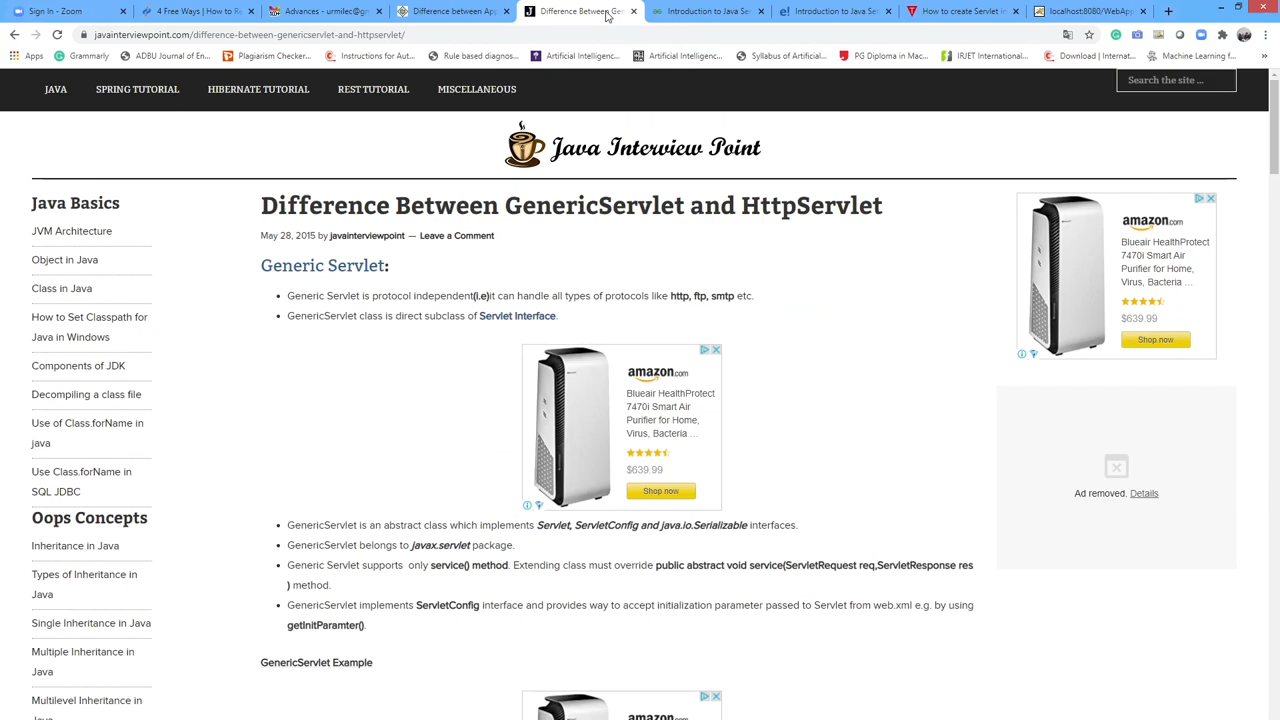 Sign In - Zoom
4 Free Ways | How to Re
Advances - urmilec@gm
Difference between App
Difference Between Gen
Introduction to Java Ser
Introduction to Java Ser
How to create Servlet in
localhost:8080/WebApp
javainterviewpoint.com/difference-between-genericservlet-and-httpservlet/
Apps
Grammarly
ADBU Journal of En...
Plagiarism Checker...
Instructions for Aut...
Rule based diagnos...
Artificial Intelligenc...
Artificial Intelligenc...
Syllabus of Artificial...
PG Diploma in Mac...
IRJET International...
Download | Internat...
Machine Learning f...
JAVA SPRING TUTORIAL HIBERNATE TUTORIAL REST TUTORIAL MISCELLANEOUS
Search the site ...
Java Interview Point
Java Basics
JVM Architecture
Object in Java
Class in Java
How to Set Classpath for
Java in Windows
Components of JDK
Decompiling a class file
Use of Class.forName in
java
Use Class.forName in
SQL JDBC
Oops Concepts
Inheritance in Java
Types of Inheritance in
Java
Single Inheritance in Java
Multiple Inheritance in
Java
Multilevel Inheritance in
Difference Between GenericServlet and HttpServlet
May 28, 2015 by javainterviewpoint — Leave a Comment
Generic Servlet:
• Generic Servlet is protocol independent(i.e)it can handle all types of protocols like http, ftp, smtp etc.
• GenericServlet class is direct subclass of Servlet Interface.
amazon.com
Blueair HealthProtect
7470i Smart Air
Purifier for Home,
Virus, Bacteria ...
$639.99
Shop now
• GenericServlet is an abstract class which implements Servlet, ServletConfig and java.io.Serializable interfaces.
• GenericServlet belongs to javax.servlet package.
• Generic Servlet supports only service() method. Extending class must override public abstract void service(ServletRequest req,ServletResponse res
) method.
• GenericServlet implements ServletConfig interface and provides way to accept initialization parameter passed to Servlet from web.xml e.g. by using
getInitParamter().
GenericServlet Example
amazon.com
amazon.com
Blueair HealthProtect
7470i Smart Air
Purifier for Home,
Virus, Bacteria ...
$639.99
Shop now
Ad removed. Details